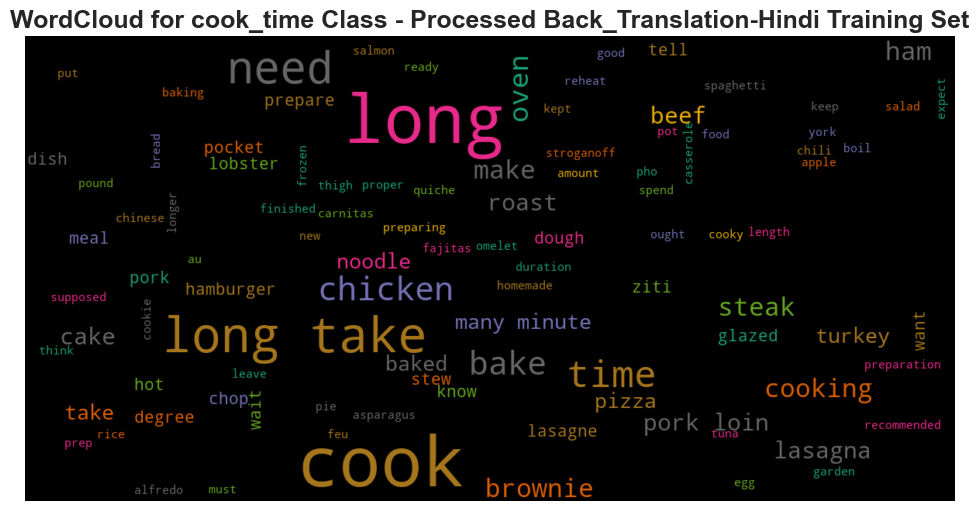 WordCloud for cook_time Class - Processed Back_Translation-Hindi Training Set
salmon
good
tell
ham
put
need
ready
oven
reheat
spaghetti
expect
baking
prepare
long
kept
beef
keep
salad
pot
food
york
bread
pocket
casserole
chili
boil
dish
lobster
frozen
stroganoff
apple
make
amount
pho
pound
thigh
proper
quiche
spend
longer
finished
carnitas
roast
chinese
preparing
meal
new
fajitas
omelet
dough
ought
cooky
length
au
noodle
duration
pork
hamburger
chicken
homemade
ziti
supposed
cookie
steak
cake
long take
many minute
glazed
turkey
want
think
baked
bake
time
preparation
hot
leave
stew
know
cooking
chop
wait
pizza
take
degree
pie
asparagus
pork loin
recommended
prep
rice
feu
lasagne
tuna
cook
lasagna
garden
alfredo
must
brownie
egg